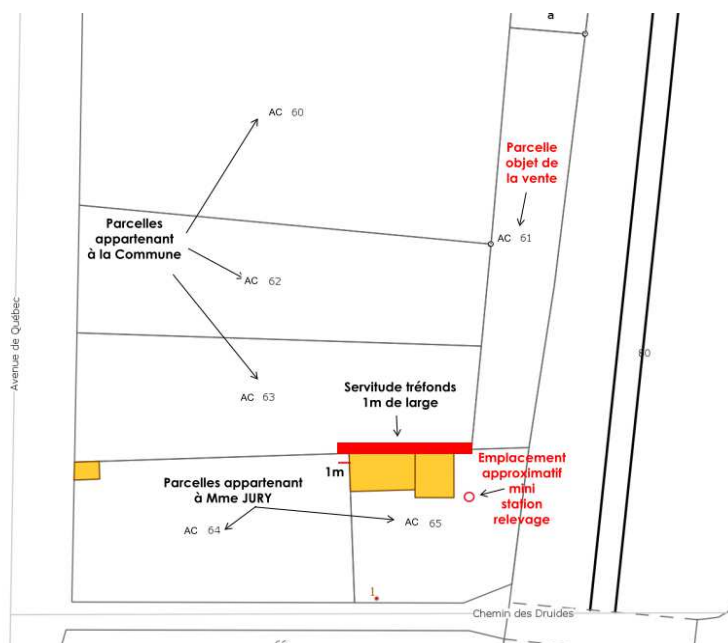 a
AC 60
Parcelle
objet de
la vente
Parcelles
appartenant
à la Commune
AC 61
AC 62
Avenue de Québec
80
Servitude tréfonds
1m de large
AC 63
1m
Emplacement
approximatif
mini
station
relevage
Parcelles appartenant
à Mme JURY
AC 64
AC 65
1
Chemin des Druides